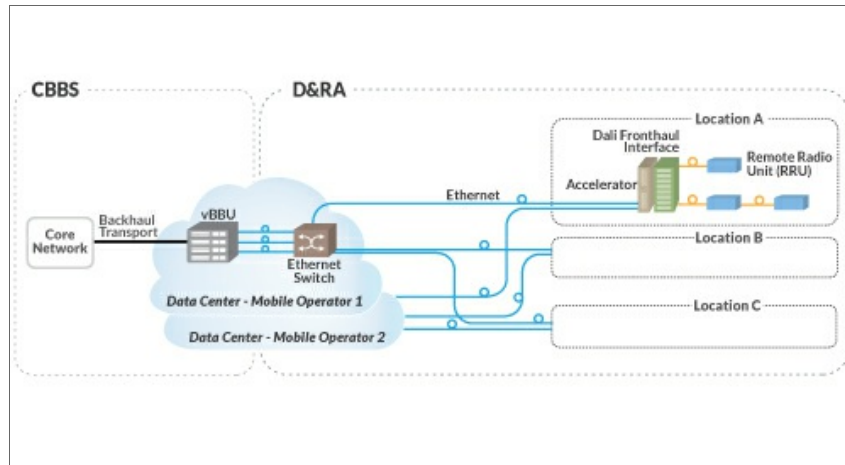 CBBS
D&RA
Location A
Dali Fronthaul
Interface
Remote Radio
Unit (RRU)
Accelerator
Ethernet
vBBU
Backhaul
Transport
Core
Network
Ethernet
Switch
Location B
Data Center - Mobile Operator 1
Location C
Data Center - Mobile Operator 2